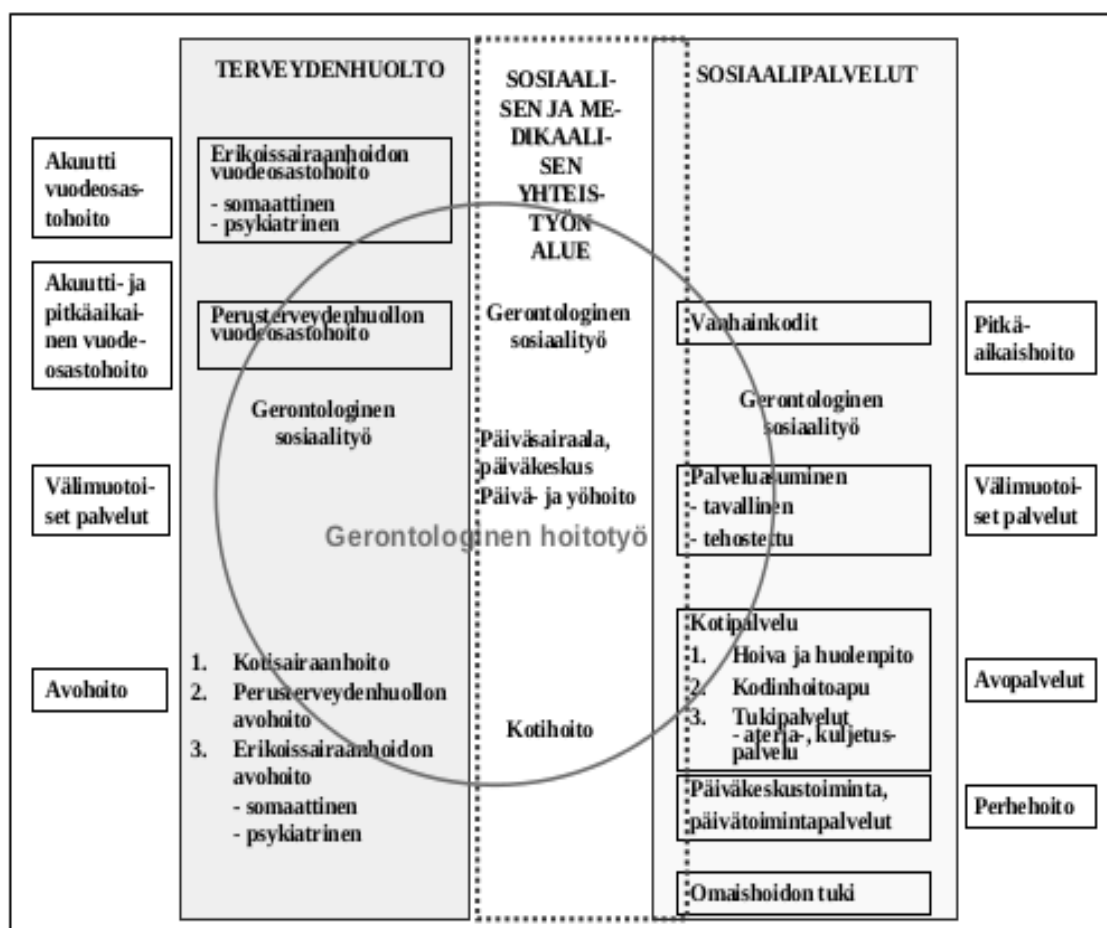 TERVEYDENHUOLTO
SOSIAALI-
SEN JA ME-
DIKAALI-
SEN
YHTEIS-
TYÖN
ALUE
SOSIAALIPALVELUT
Akuutti
vuodeosas-
tohoito
Erikoissairaanhoidon
vuodeosastohoito
- somaattinen
- psykiatrinen
Akuutti- ja
pitkäaikai
nen vuode-
osastohoito
Perusterveydenhuollon
vuodeosastohoito
Gerontologinen
sosiaalityö
Vanhainkodit
Pitkä-
aikaishoito
Gerontologinen
sosiaalityö
Gerontologinen
sosiaalityö
Päiväsairaala,
päiväkeskus
Päivä- ja yöhoito
Välimuotoi-
set palvelut
Palveluasuminen
- tavallinen
- tehostettu
Välimuotoi-
set palvelut
Gerontologinen hoitotyö
Avohoito
1. Kotisairaanhoito
2. Perusterveydenhuollon
avohoito
3. Erikoissairaanhoidon
avohoito
- somaattinen
- psykiatrinen
Kotihoito
Kotipalvelu
1. Hoiva ja huolenpito
2. Kodinhoitoapu
3. Tukipalvelut
- ateria-, kuljetus-
palvelu
Avopalvelut
Päiväkeskustoiminta,
päivätoimintapalvelut
Perhehoito
Omaishoidon tuki